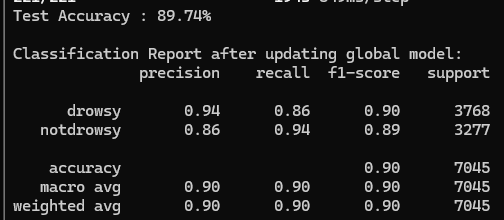 Test Accuracy : 89.74%
Classification Report after updating global model:
precision recall f1-score support
drowsy 0.94 0.86 0.90 3768
notdrowsy 0.86 0.94 0.89 3277
accuracy 0.90 7045
macro avg 0.90 0.90 0.90 7045
weighted avg 0.90 0.90 0.90 7045